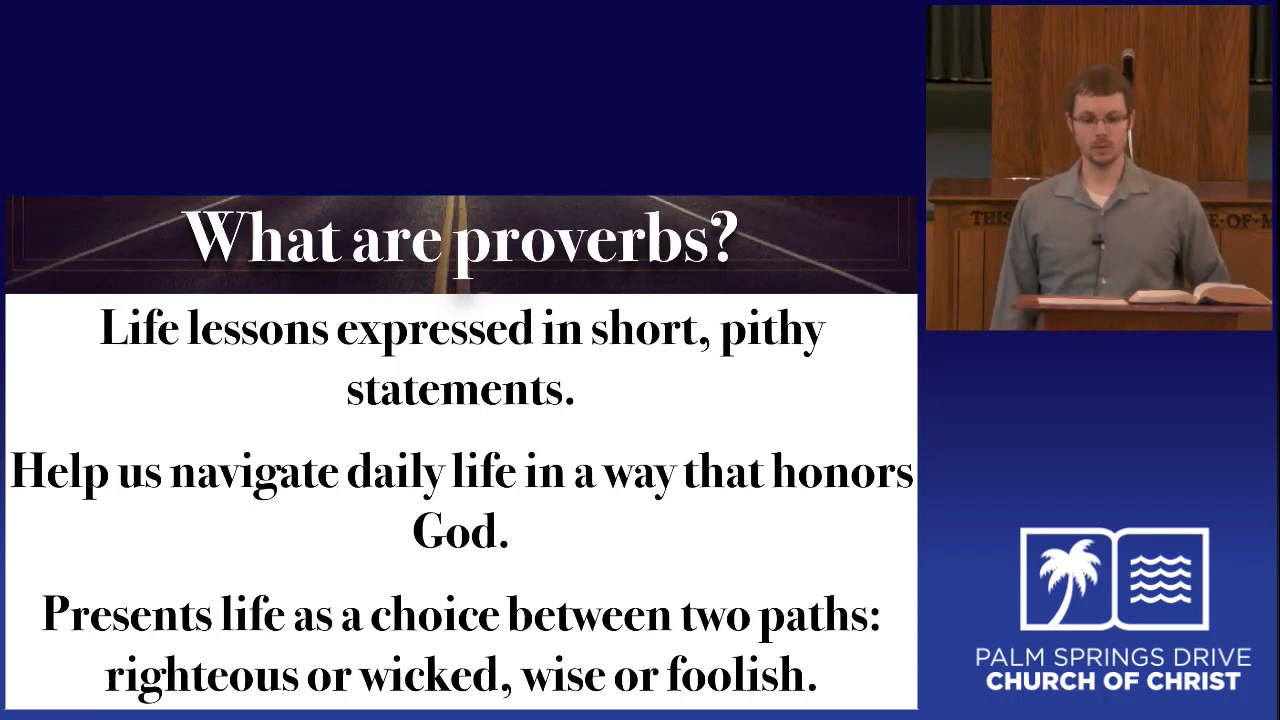 What are proverbs?
Life lessons expressed in short, pithy
statements.
Help us navigate daily life in a way that honors
God.
Presents life as a choice between two paths:
righteous or wicked, wise or foolish.
THIS
E·OF·M
PALM SPRINGS DRIVE
CHURCH OF CHRIST